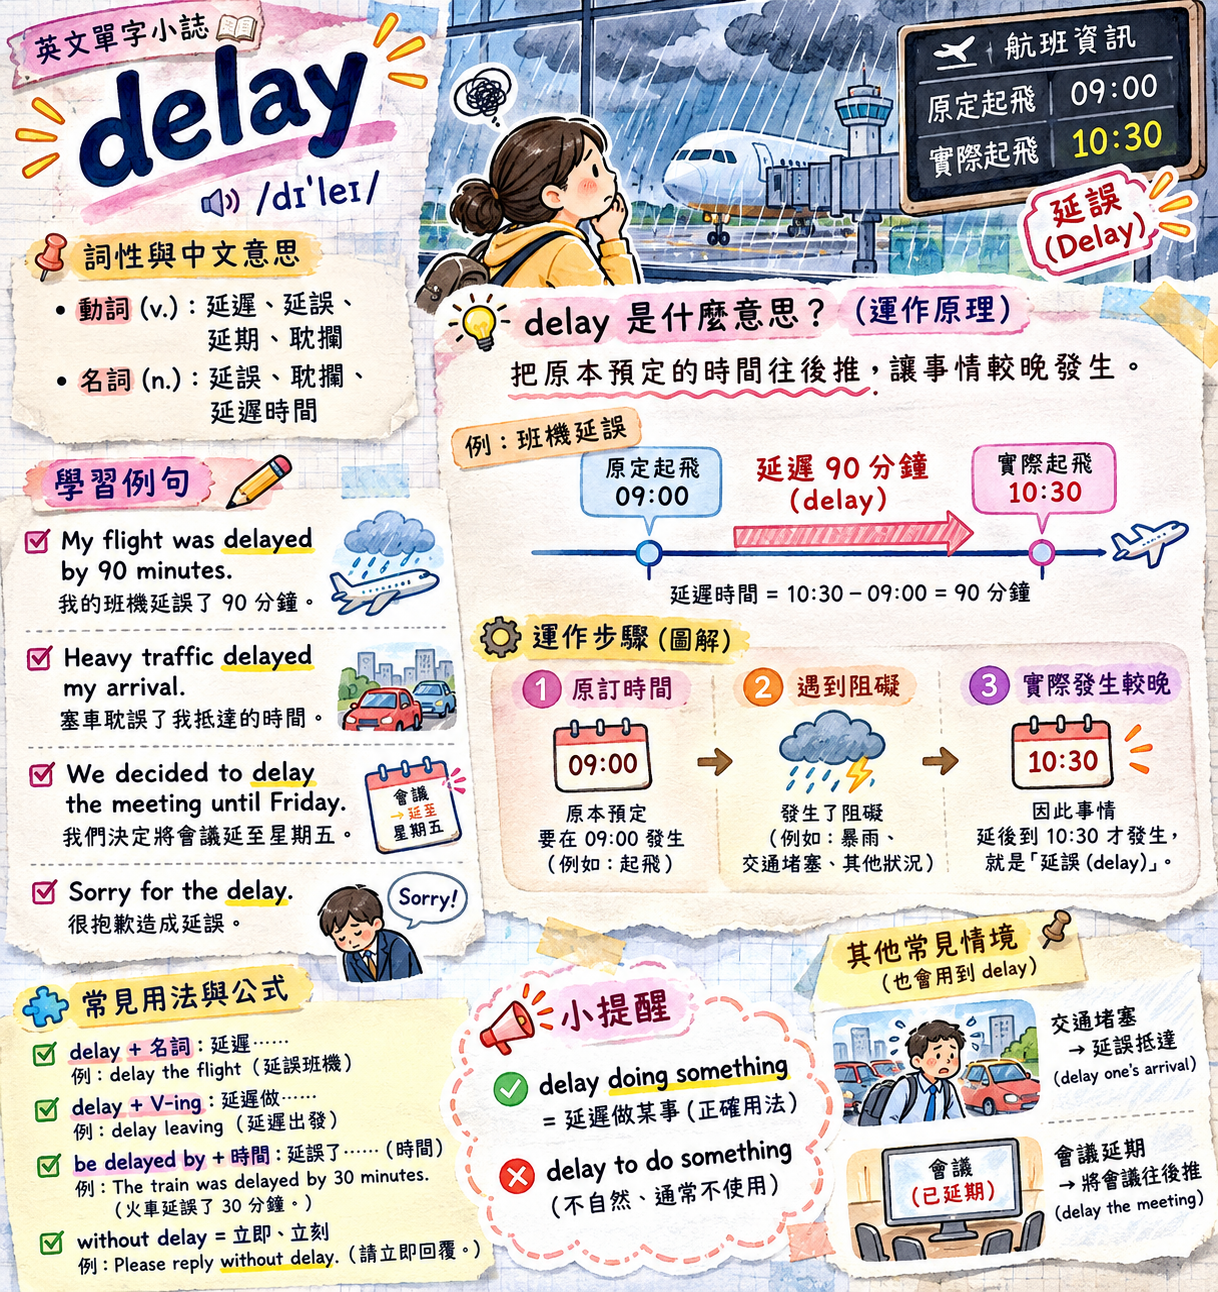 英文單字小誌
delay
/dɪˈleɪ/
航班資訊
原定起飛 09:00
實際起飛 10:30
延誤
(Delay)
詞性與中文意思
• 動詞 (v.)：延遲、延誤、
延期、耽擱
• 名詞 (n.)：延誤、耽擱、
延遲時間
學習例句
My flight was delayed
by 90 minutes.
我的班機延誤了 90 分鐘。
Heavy traffic delayed
my arrival.
塞車耽誤了我抵達的時間。
We decided to delay
the meeting until Friday.
我們決定將會議延至星期五。
會議
→延至
星期五
Sorry for the delay.
很抱歉造成延誤。
Sorry!
delay 是什麼意思？(運作原理)
把原本預定的時間往後推，讓事情較晚發生。
例：班機延誤
原定起飛
09:00
延遲 90 分鐘
(delay)
實際起飛
10:30
延遲時間 = 10:30 – 09:00 = 90 分鐘
運作步驟 (圖解)
1 原訂時間
09:00
原本預定
要在 09:00 發生
(例如：起飛)
2 遇到阻礙
發生了阻礙
(例如：暴雨、
交通堵塞、其他狀況)
3 實際發生較晚
10:30
因此事情
延後到 10:30 才發生，
就是「延誤 (delay)」。
常見用法與公式
delay + 名詞：延遲……
例：delay the flight (延誤班機)
delay + V-ing：延遲做……
例：delay leaving (延遲出發)
be delayed by + 時間：延誤了…… (時間)
例：The train was delayed by 30 minutes.
(火車延誤了 30 分鐘。)
without delay = 立即、立刻
例：Please reply without delay. (請立即回覆。)
小提醒
delay doing something
= 延遲做某事 (正確用法)
delay to do something
(不自然、通常不使用)
其他常見情境
(也會用到 delay)
交通堵塞
→ 延誤抵達
(delay one's arrival)
會議
(已延期)
會議延期
→ 將會議往後推
(delay the meeting)